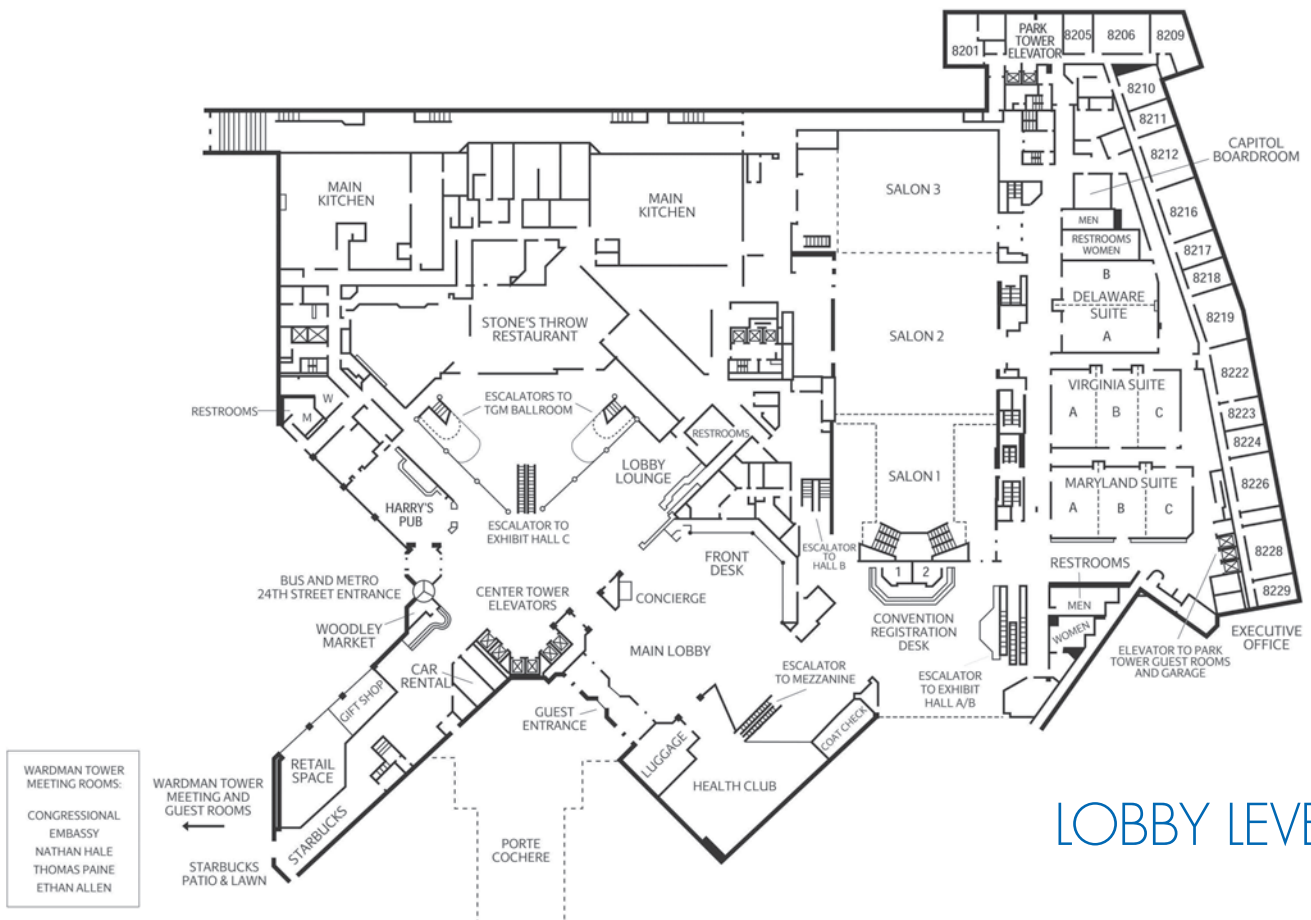 PARK
TOWER
ELEVATOR
8201
8205
8206
8209
8210
8211
8212
CAPITOL
BOARDROOM
MAIN
KITCHEN
MAIN
KITCHEN
SALON 3
8216
MEN
RESTROOMS
WOMEN
8217
8218
B
DELAWARE
SUITE
A
8219
STONE'S THROW
RESTAURANT
SALON 2
8222
VIRGINIA SUITE
A
B
C
8223
8224
RESTROOMS
W
M
ESCALATORS TO
TGM BALLROOM
RESTROOMS
LOBBY
LOUNGE
SALON 1
MARYLAND SUITE
A
B
C
8226
HARRY'S
PUB
ESCALATOR TO
EXHIBIT HALL C
FRONT
DESK
ESCALATOR
TO
HALL B
8228
RESTROOMS
1
2
BUS AND METRO
24TH STREET ENTRANCE
CENTER TOWER
ELEVATORS
CONCIERGE
MEN
8229
WOODLEY
MARKET
CONVENTION
REGISTRATION
DESK
WOMEN
EXECUTIVE
OFFICE
MAIN LOBBY
ELEVATOR TO PARK
TOWER GUEST ROOMS
AND GARAGE
CAR
RENTAL
ESCALATOR
TO MEZZANINE
ESCALATOR
TO EXHIBIT
HALL A/B
GIFT SHOP
GUEST
ENTRANCE
COAT CHECK
LUGGAGE
RETAIL
SPACE
HEALTH CLUB
WARDMAN TOWER
MEETING ROOMS:
CONGRESSIONAL
EMBASSY
NATHAN HALE
THOMAS PAINE
ETHAN ALLEN
WARDMAN TOWER
MEETING AND
GUEST ROOMS
STARBUCKS
STARBUCKS
PATIO & LAWN
PORTE
COCHERE
LOBBY LEVE